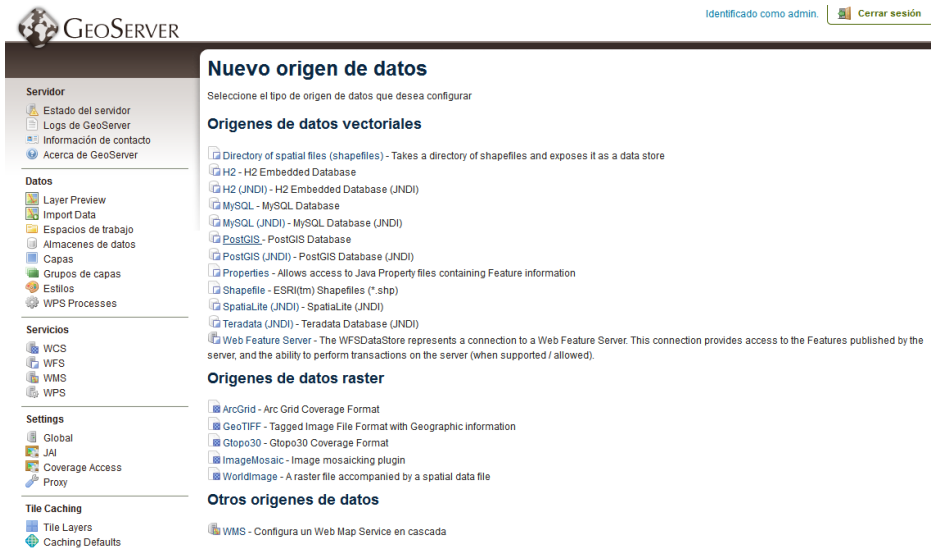 GEOSERVER
Identificado como admin.
Cerrar sesión
Servidor
Estado del servidor
Logs de GeoServer
Información de contacto
Acerca de GeoServer
Datos
Layer Preview
Import Data
Espacios de trabajo
Almacenes de datos
Capas
Grupos de capas
Estilos
WPS Processes
Servicios
WCS
WFS
WMS
WPS
Settings
Global
JAI
Coverage Access
Proxy
Tile Caching
Tile Layers
Caching Defaults
Nuevo origen de datos
Seleccione el tipo de origen de datos que desea configurar
Origenes de datos vectoriales
Directory of spatial files (shapefiles) - Takes a directory of shapefiles and exposes it as a data store
H2 - H2 Embedded Database
H2 (JNDI) - H2 Embedded Database (JNDI)
MySQL - MySQL Database
MySQL (JNDI) - MySQL Database (JNDI)
PostGIS - PostGIS Database
PostGIS (JNDI) - PostGIS Database (JNDI)
Properties - Allows access to Java Property files containing Feature information
Shapefile - ESRI(tm) Shapefiles (*.shp)
SpatiaLite (JNDI) - SpatiaLite (JNDI)
Teradata (JNDI) - Teradata Database (JNDI)
Web Feature Server - The WFSDataStore represents a connection to a Web Feature Server. This connection provides access to the Features published by the
server, and the ability to perform transactions on the server (when supported / allowed).
Origenes de datos raster
ArcGrid - Arc Grid Coverage Format
GeoTIFF - Tagged Image File Format with Geographic information
Gtopo30 - Gtopo30 Coverage Format
ImageMosaic - Image mosaicking plugin
WorldImage - A raster file accompanied by a spatial data file
Otros origenes de datos
WMS - Configura un Web Map Service en cascada